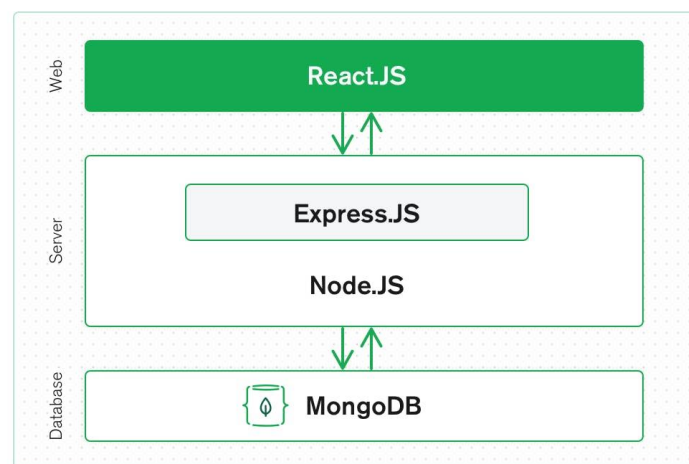 Web
React.JS
Server
Express.JS
Node.JS
Database
MongoDB